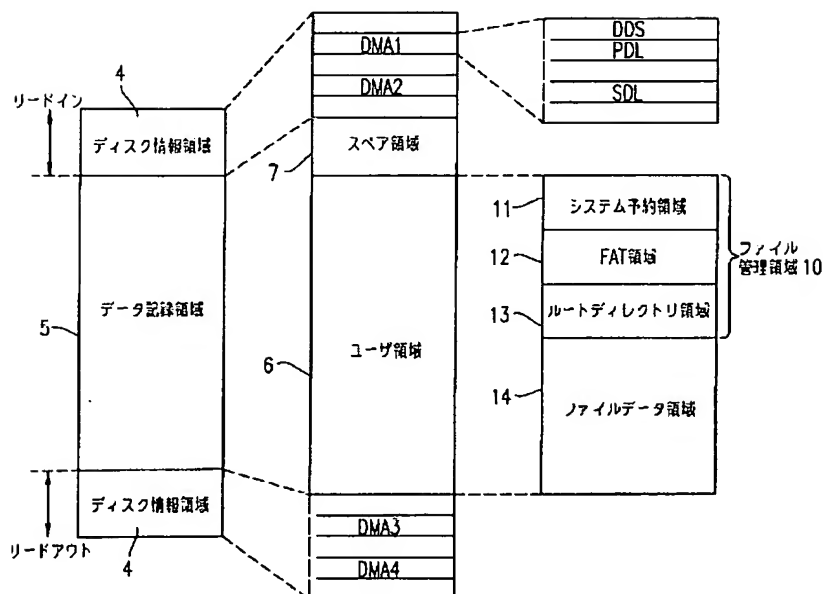 リードイン
4
ディスク情報領域
5
データ記録領域
ディスク情報領域
4
リードアウト
DMA1
DMA2
スペア領域
7
ユーザ領域
6
DMA3
DMA4
DDS
PDL
SDL
11
システム予約領域
12
FAT領域
13
ルートディレクトリ領域
ファイル
管理領域10
14
ファイルデータ領域